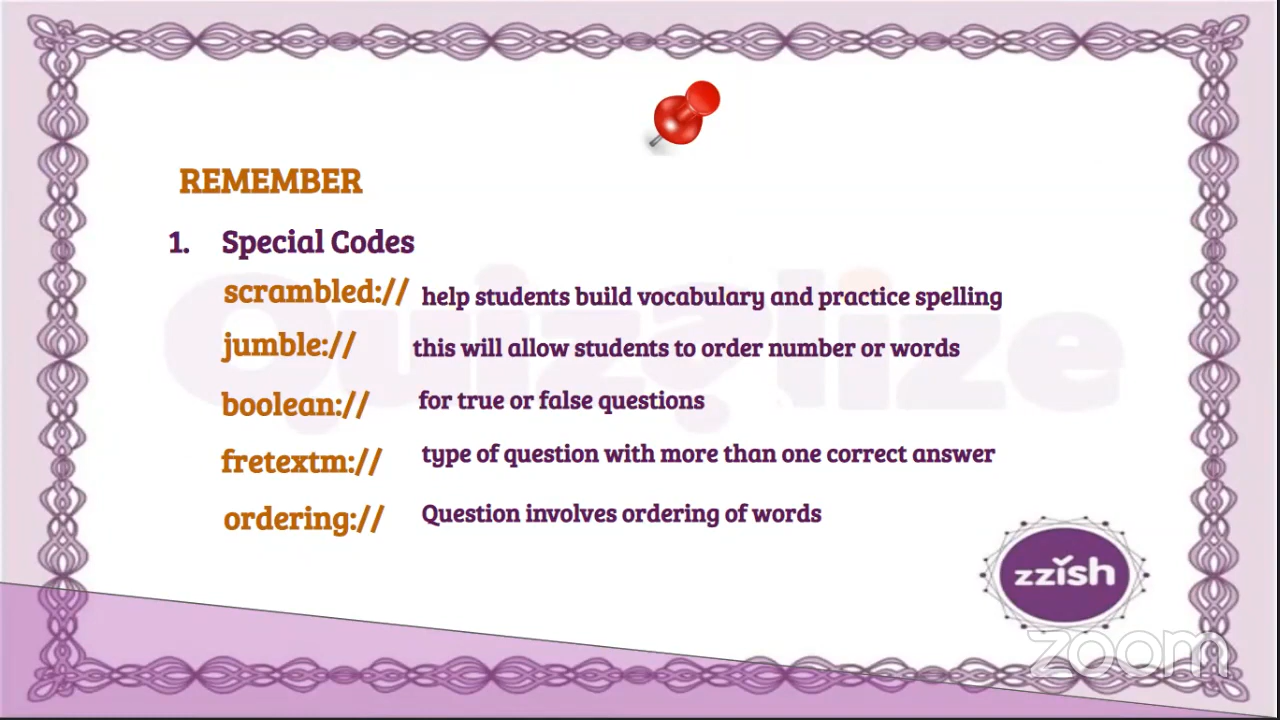 REMEMBER
1. Special Codes
scrambled:// help students build vocabulary and practice spelling
jumble:// this will allow students to order number or words
boolean:// for true or false questions
fretextm:// type of question with more than one correct answer
ordering:// Question involves ordering of words
Quizalize
zzish
zoom